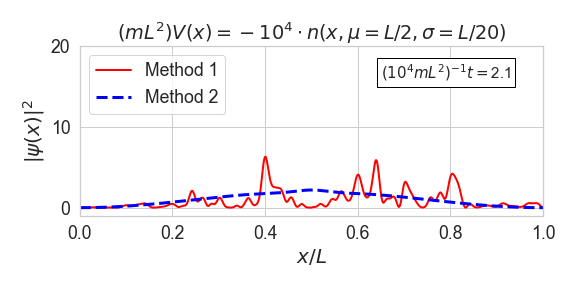 (mL²)V(x) = −10⁴ · n(x, μ = L/2, σ = L/20)
Method 1
Method 2
(10⁴mL²)⁻¹t = 2.1
|ψ(x)|²
20
10
0
0.0 0.2 0.4 0.6 0.8 1.0
x/L